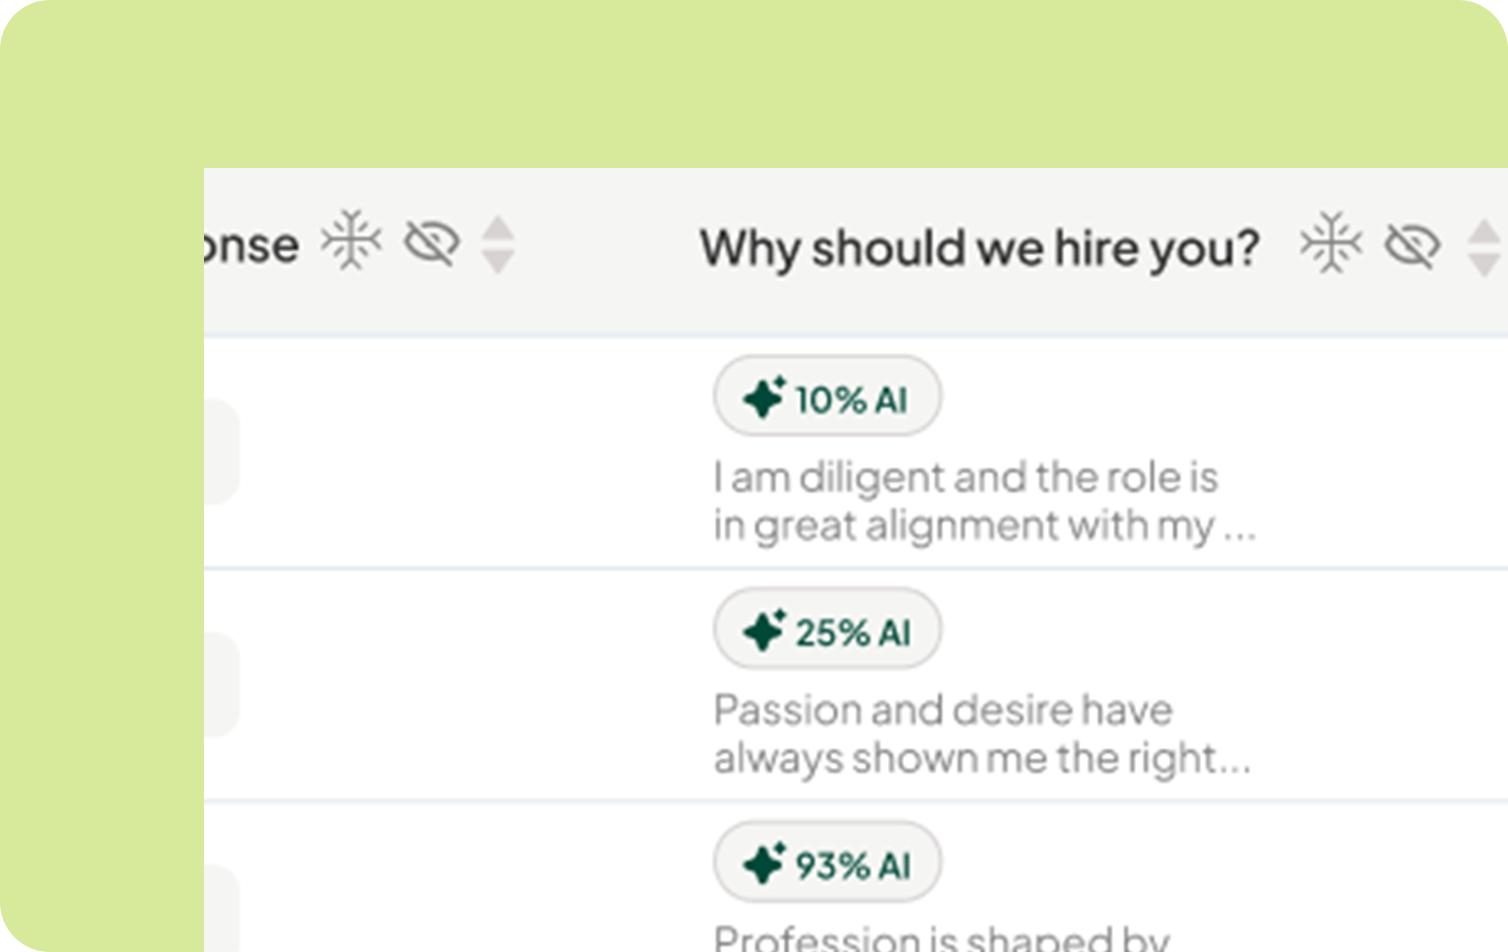 onse
Why should we hire you?
10% AI
I am diligent and the role is
in great alignment with my ...
25% AI
Passion and desire have
always shown me the right...
93% AI
Profession is shaped by